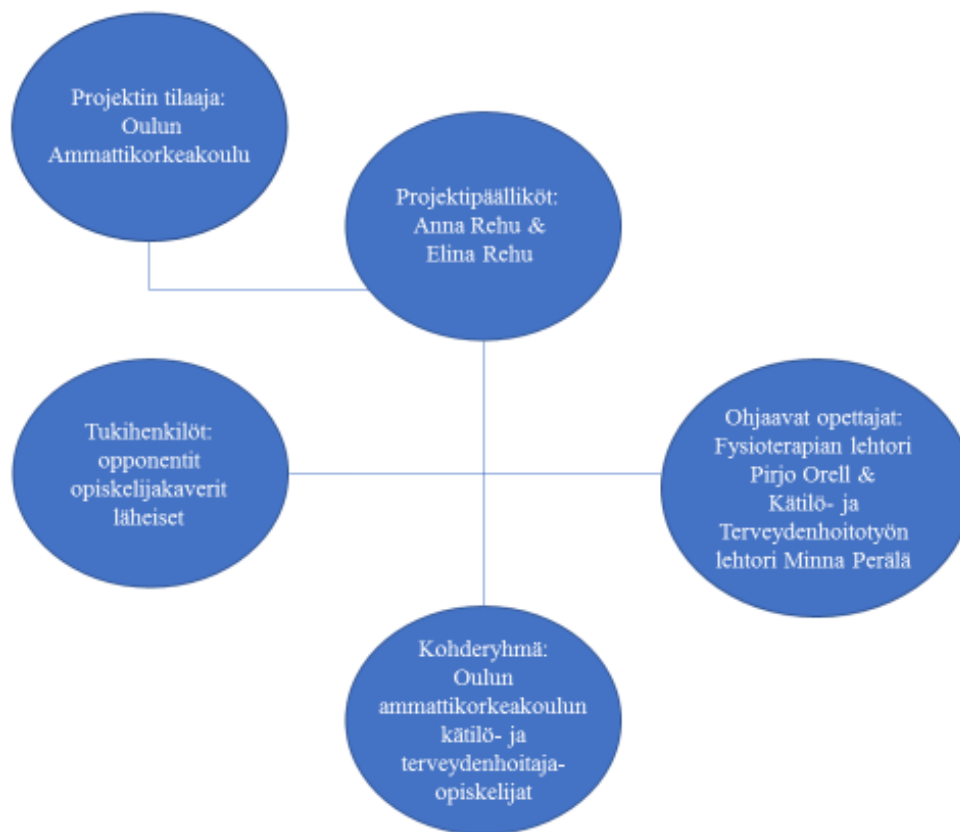 Projektin tilaaja:
Oulun
Ammattikorkeakoulu
Projektipäälliköt:
Anna Rehu &
Elina Rehu
Tukihenkilöt:
opponentit
opiskelijakaverit
läheiset
Ohjaavat opettajat:
Fysioterapian lehtori
Pirjo Orell &
Kätilö- ja
Terveydenhoitotyön
lehtori Minna Perälä
Kohderyhmä:
Oulun
ammattikorkeakoulun
kätilö- ja
terveydenhoitaja-
opiskelijat